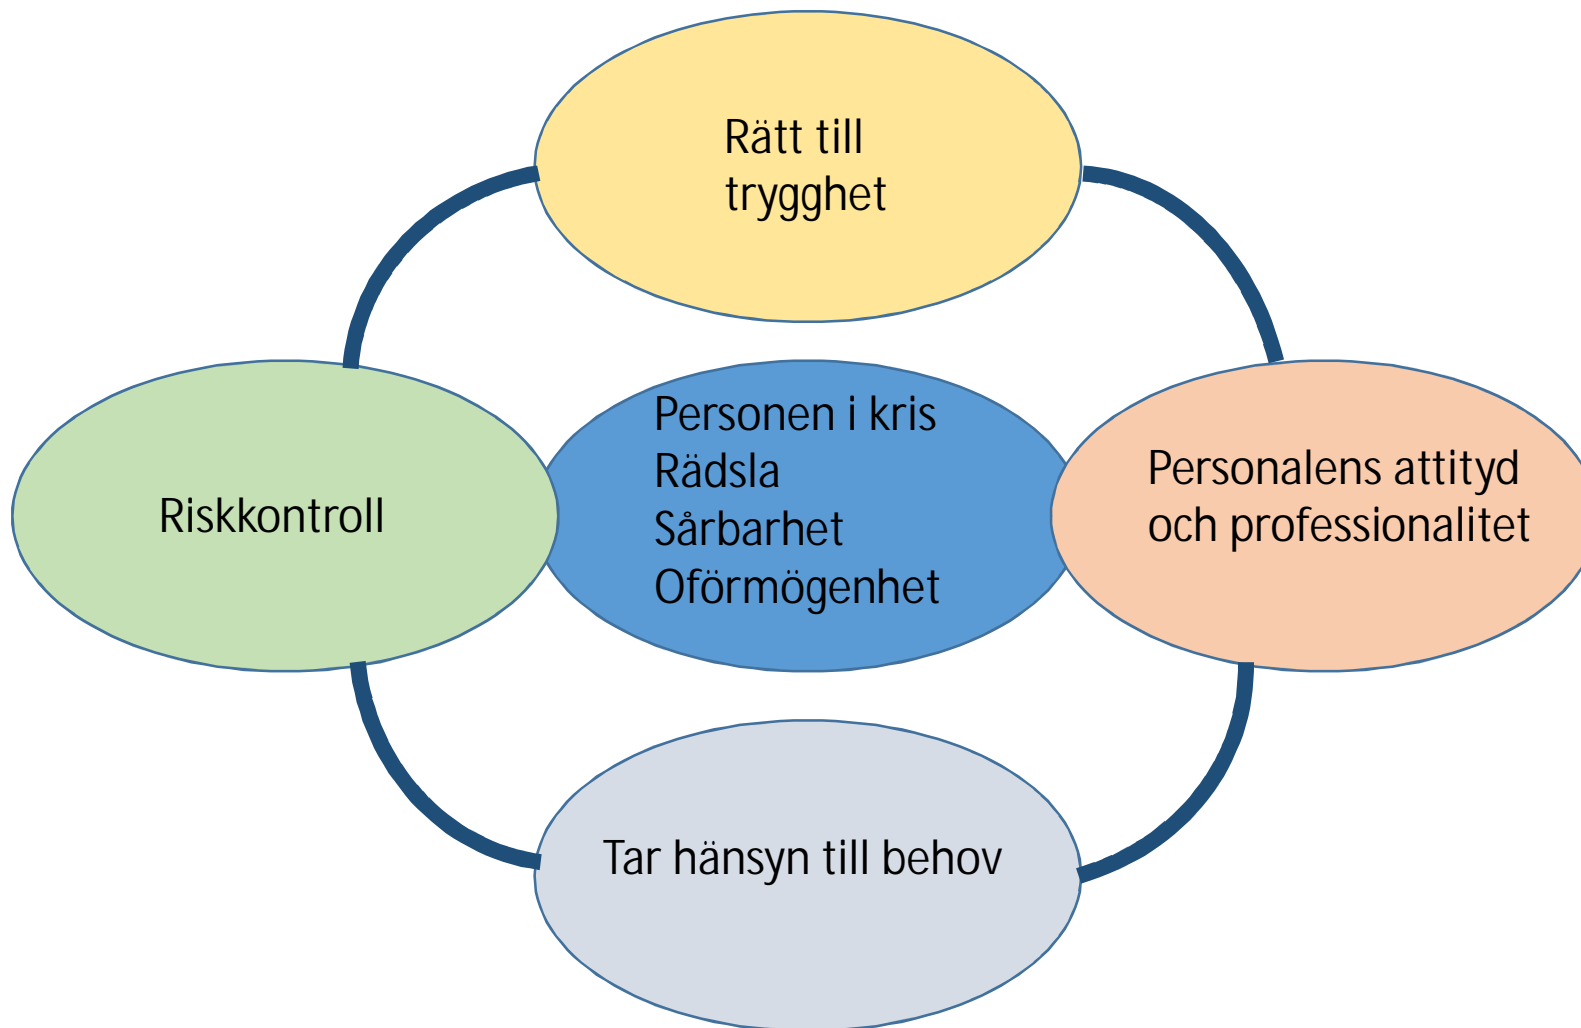 Rätt till
trygghet
Riskkontroll
Personen i kris
Rädsla
Sårbarhet
Oförmögenhet
Personalens attityd
och professionalitet
Tar hänsyn till behov